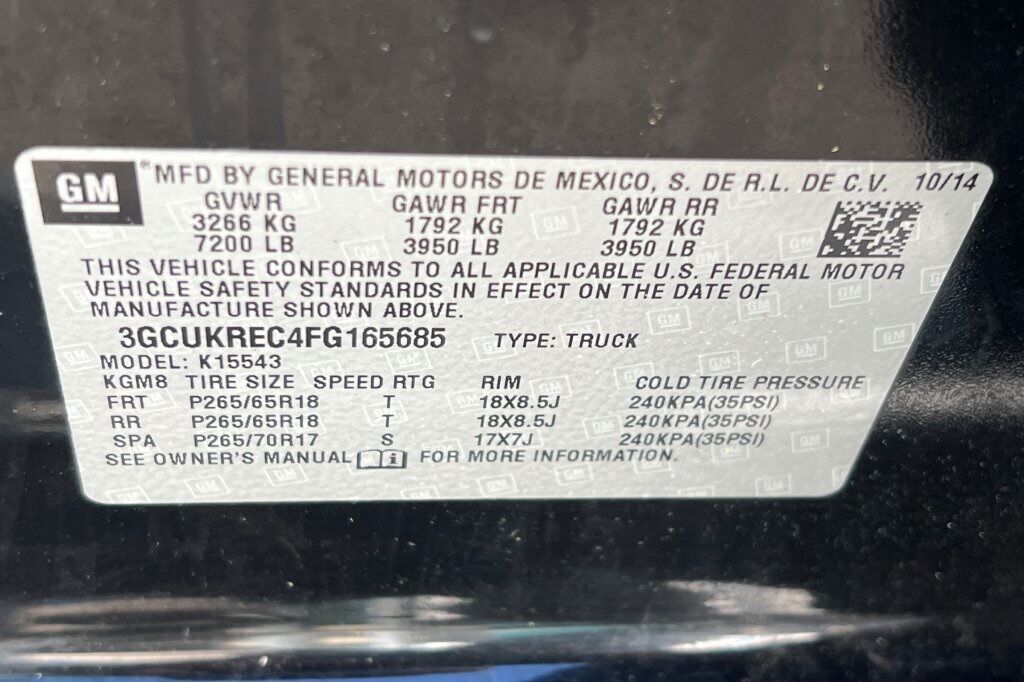 GM ® MFD BY GENERAL MOTORS DE MEXICO, S. DE R.L. DE C.V. 10/14
GVWR GAWR FRT GAWR RR
3266 KG 1792 KG 1792 KG
7200 LB 3950 LB 3950 LB
THIS VEHICLE CONFORMS TO ALL APPLICABLE U.S. FEDERAL MOTOR
VEHICLE SAFETY STANDARDS IN EFFECT ON THE DATE OF
MANUFACTURE SHOWN ABOVE.
3GCUKREC4FG165685 TYPE: TRUCK
MODEL: K15543
KGM8 TIRE SIZE SPEED RTG RIM COLD TIRE PRESSURE
FRT P265/65R18 T 18X8.5J 240KPA(35PSI)
RR P265/65R18 T 18X8.5J 240KPA(35PSI)
SPA P265/70R17 S 17X7J 240KPA(35PSI)
SEE OWNER'S MANUAL i FOR MORE INFORMATION.